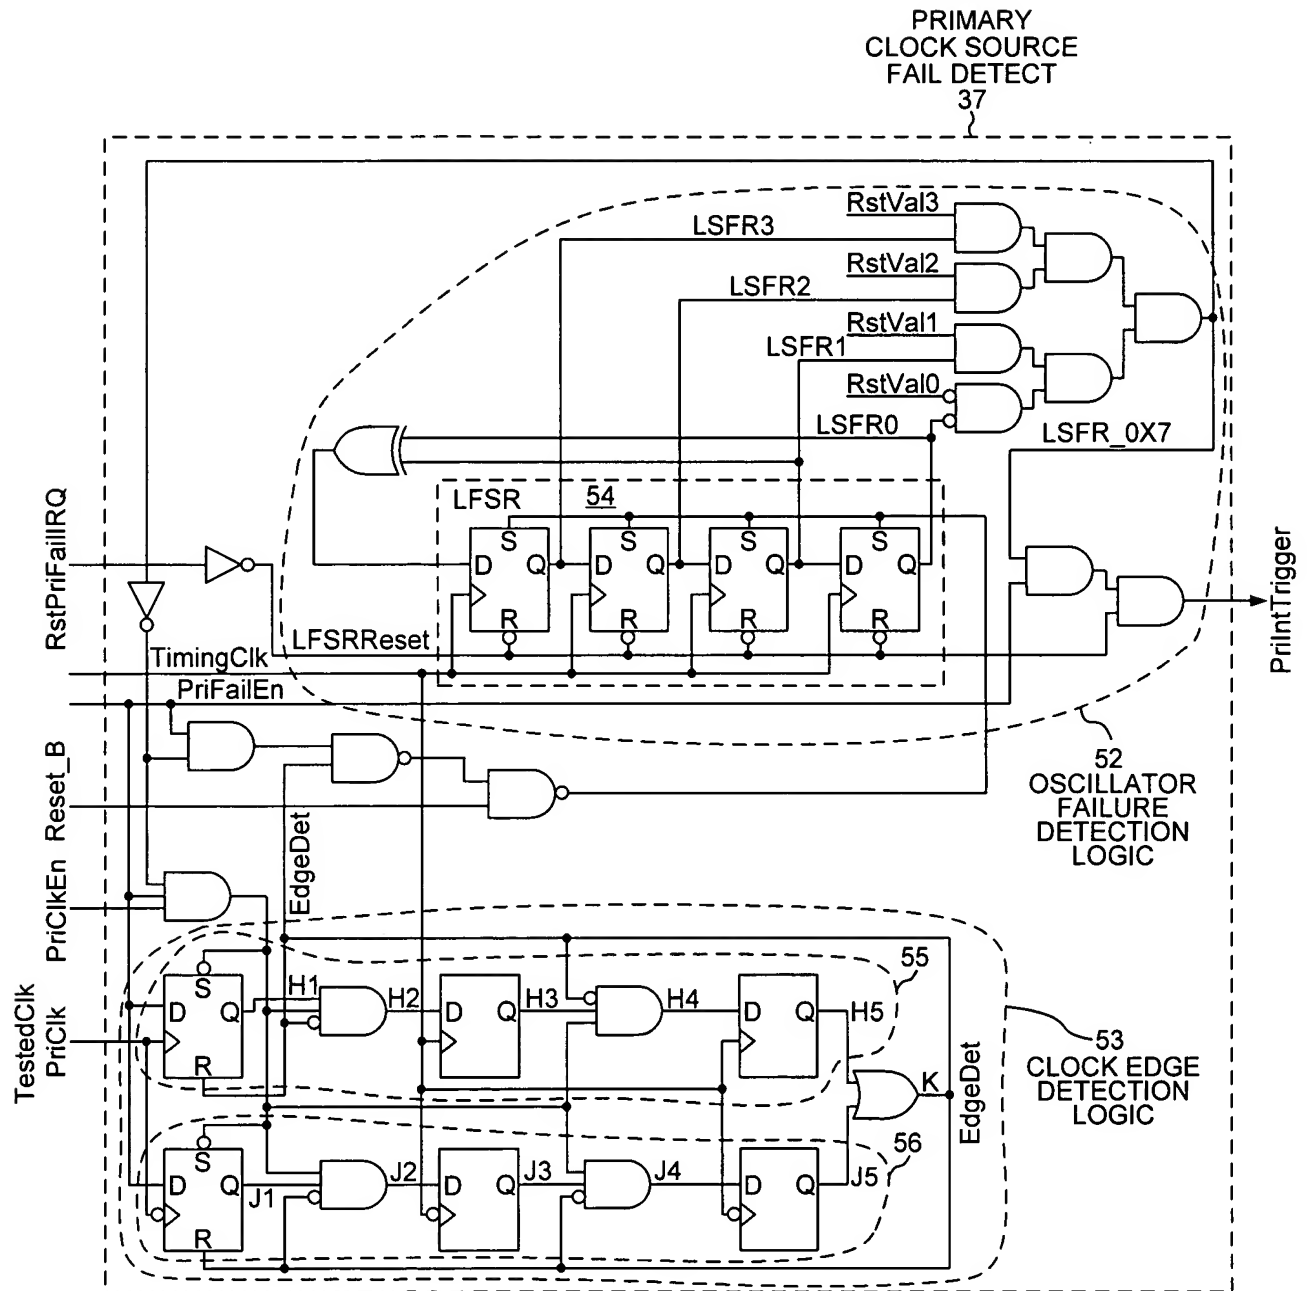 PRIMARY
CLOCK SOURCE
FAIL DETECT
37
RstVal3
LSFR3
RstVal2
LSFR2
RstVal1
LSFR1
RstVal0
LSFR0
LSFR_0X7
LFSR 54
S S S S
D Q D Q D Q D Q
R R R R
RstPriFailIRQ
LFSRReset
TimingClk
PriFailEn
PriIntTrigger
52
OSCILLATOR
FAILURE
DETECTION
LOGIC
Reset_B
EdgeDet
PriClkEn
55
S
D Q H1 H2 D Q H3 H4 D Q H5
R
TestedClk
PriClk
53
CLOCK EDGE
DETECTION
LOGIC
K
EdgeDet
56
S
D Q J1 J2 D Q J3 J4 D Q J5
R